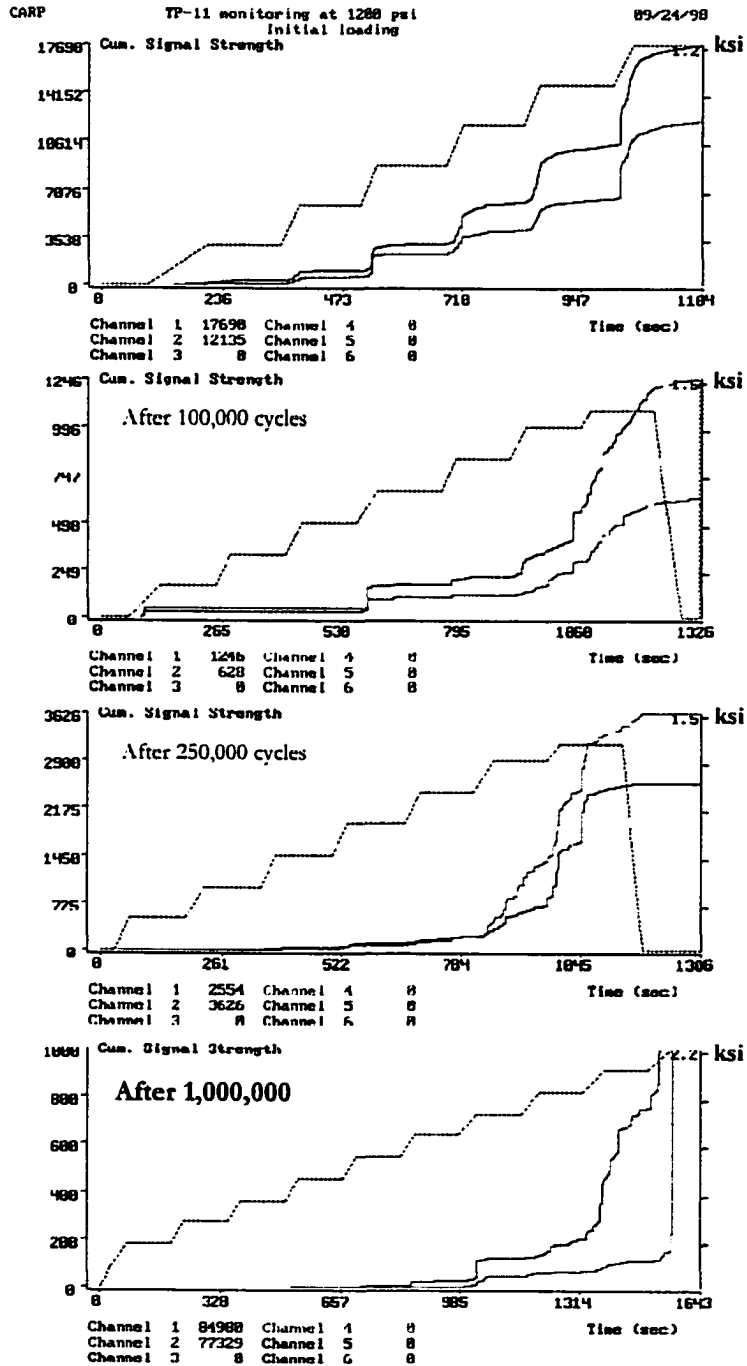 CARP TP-11 monitoring at 1200 psi 09/24/98
Initial loading
17690 Cum. Signal Strength 1.2 ksi
14152
10614
7076
3538
0
0 236 473 710 947 1184
Channel 1 17690 Channel 4 0 Time (sec)
Channel 2 12135 Channel 5 0
Channel 3 0 Channel 6 0
1246 Cum. Signal Strength 1.5 ksi
After 100,000 cycles
996
747
498
249
0
0 265 530 795 1060 1326
Channel 1 1246 Channel 4 0 Time (sec)
Channel 2 628 Channel 5 0
Channel 3 0 Channel 6 0
3626 Cum. Signal Strength 1.5 ksi
After 250,000 cycles
2900
2175
1450
725
0
0 261 522 784 1045 1306
Channel 1 2554 Channel 4 0 Time (sec)
Channel 2 3626 Channel 5 0
Channel 3 0 Channel 6 0
1000 Cum. Signal Strength 2.2 ksi
After 1,000,000
800
600
400
200
0
0 328 657 985 1314 1643
Channel 1 84980 Channel 4 0 Time (sec)
Channel 2 77329 Channel 5 0
Channel 3 0 Channel 6 0